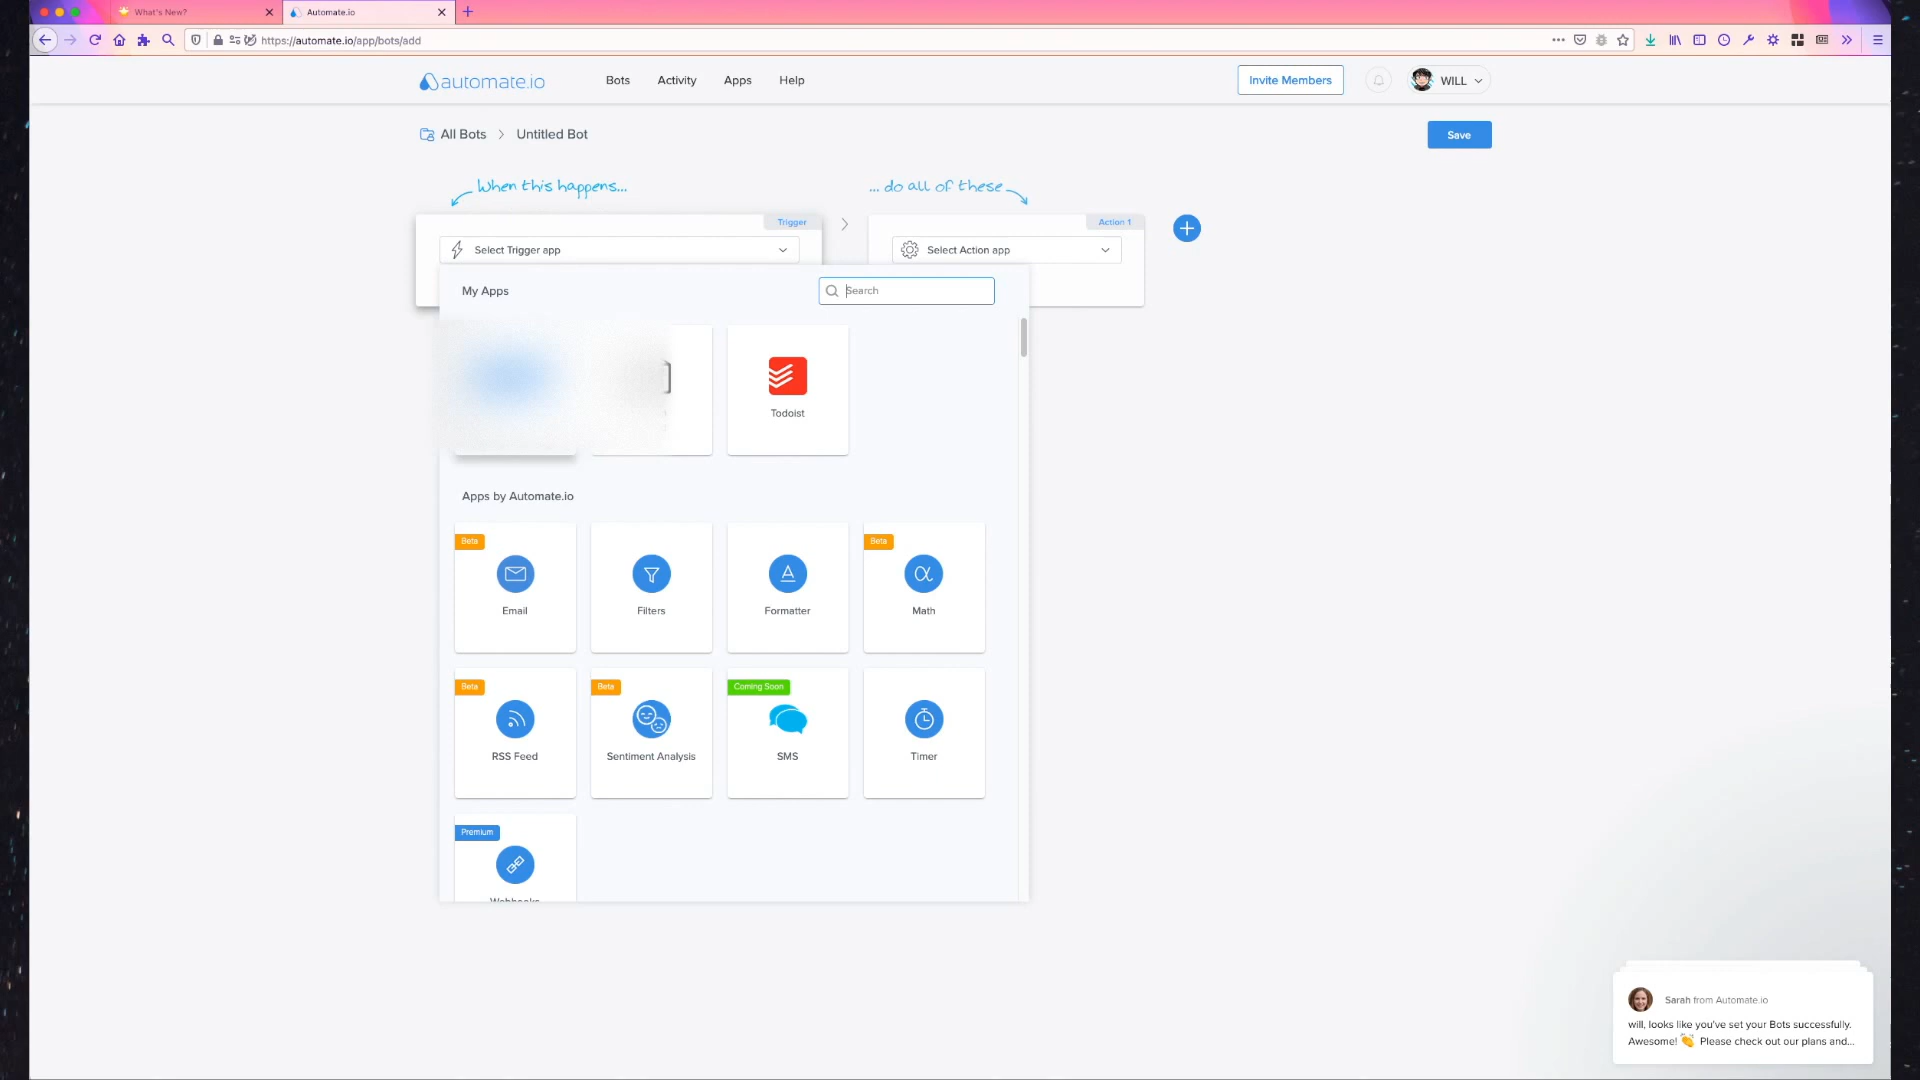 What's New?
Automate.io
https://automate.io/app/bots/add
automate.io
Bots
Activity
Apps
Help
Invite Members
WILL
All Bots > Untitled Bot
Save
When this happens...
... do all of these
Trigger
Action 1
Select Trigger app
Select Action app
My Apps
Search
Todoist
Apps by Automate.io
Beta
Beta
Email
Filters
Formatter
Math
Beta
Beta
Coming Soon
RSS Feed
Sentiment Analysis
SMS
Timer
Premium
Webhooks
Sarah from Automate.io
will, looks like you've set your Bots successfully.
Awesome! 👏 Please check out our plans and...